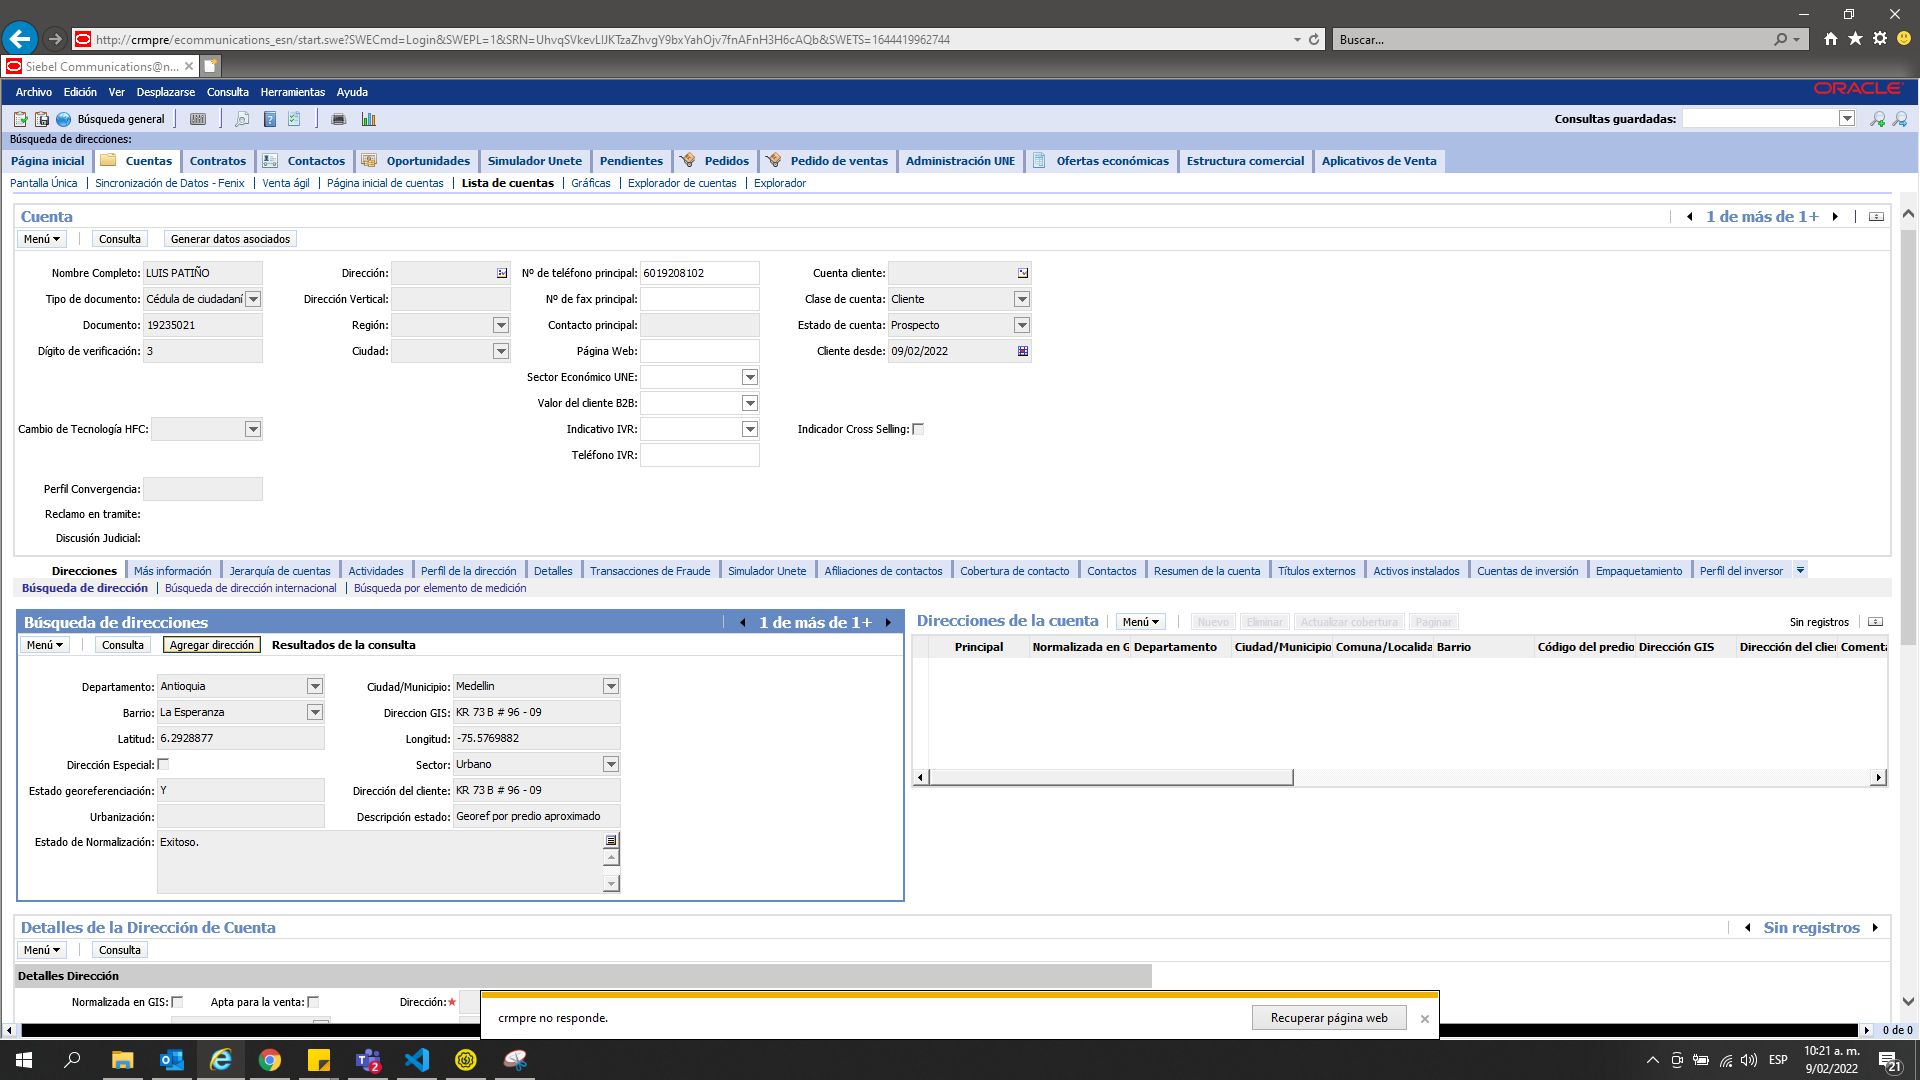 http://crmpre/ecommunications_esn/start.swe?SWECmd=Login&SWEPL=1&SRN=UhvqSVkevLlJKTzaZhvgY9bxYahOjv7fnAFnH3H6cAQb&SWETS=1644419962744
Buscar...
Siebel Communications@n...
Archivo Edición Ver Desplazarse Consulta Herramientas Ayuda
ORACLE
Búsqueda general
Consultas guardadas:
Búsqueda de direcciones:
Página inicial Cuentas Contratos Contactos Oportunidades Simulador Unete Pendientes Pedidos Pedido de ventas Administración UNE Ofertas económicas Estructura comercial Aplicativos de Venta
Pantalla Única Sincronización de Datos - Fenix Venta ágil Página inicial de cuentas Lista de cuentas Gráficas Explorador de cuentas Explorador
Cuenta 1 de más de 1+
Menú Consulta Generar datos asociados
Nombre Completo: LUIS PATIÑO Dirección: Nº de teléfono principal: 6019208102 Cuenta cliente:
Tipo de documento: Cédula de ciudadaní Dirección Vertical: Nº de fax principal: Clase de cuenta: Cliente
Documento: 19235021 Región: Contacto principal: Estado de cuenta: Prospecto
Dígito de verificación: 3 Ciudad: Página Web: Cliente desde: 09/02/2022
Sector Económico UNE:
Valor del cliente B2B:
Cambio de Tecnología HFC: Indicativo IVR: Indicador Cross Selling:
Teléfono IVR:
Perfil Convergencia:
Reclamo en tramite:
Discusión Judicial:
Direcciones Más información Jerarquía de cuentas Actividades Perfil de la dirección Detalles Transacciones de Fraude Simulador Unete Afiliaciones de contactos Cobertura de contacto Contactos Resumen de la cuenta Títulos externos Activos instalados Cuentas de inversión Empaquetamiento Perfil del inversor
Búsqueda de dirección Búsqueda de dirección internacional Búsqueda por elemento de medición
Búsqueda de direcciones 1 de más de 1+
Menú Consulta Agregar dirección Resultados de la consulta
Departamento: Antioquia Ciudad/Municipio: Medellin
Barrio: La Esperanza Direccion GIS: KR 73 B # 96 - 09
Latitud: 6.2928877 Longitud: -75.5769882
Dirección Especial: Sector: Urbano
Estado georeferenciación: Y Dirección del cliente: KR 73 B # 96 - 09
Urbanización: Descripción estado: Georef por predio aproximado
Estado de Normalización: Exitoso.
Direcciones de la cuenta Menú Nuevo Eliminar Actualizar cobertura Paginar Sin registros
Principal Normalizada en G Departamento Ciudad/Municipio Comuna/Localida Barrio Código del predio Dirección GIS Dirección del clie Coment
Detalles de la Dirección de Cuenta Sin registros
Menú Consulta
Detalles Dirección
Normalizada en GIS: Apta para la venta: Dirección:*
crmpre no responde. Recuperar página web
0 de 0
2
ESP
10:21 a. m.
9/02/2022
21